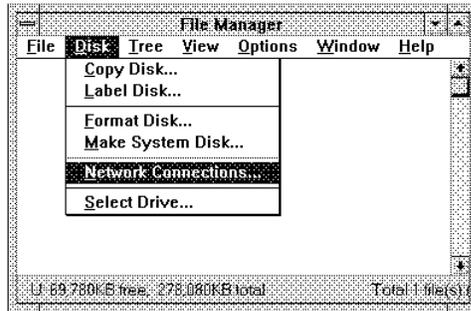 File Manager
File Disk Tree View Options Window Help
Copy Disk...
Label Disk...
Format Disk...
Make System Disk...
Network Connections...
Select Drive...
U: 69,780KB free, 278,080KB total Total 1 file(s)